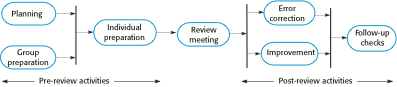 Planning
Group
preparation
Individual
preparation
Review
meeting
Error
correction
Improvement
Follow-up
checks
Pre-review activities
Post-review activities